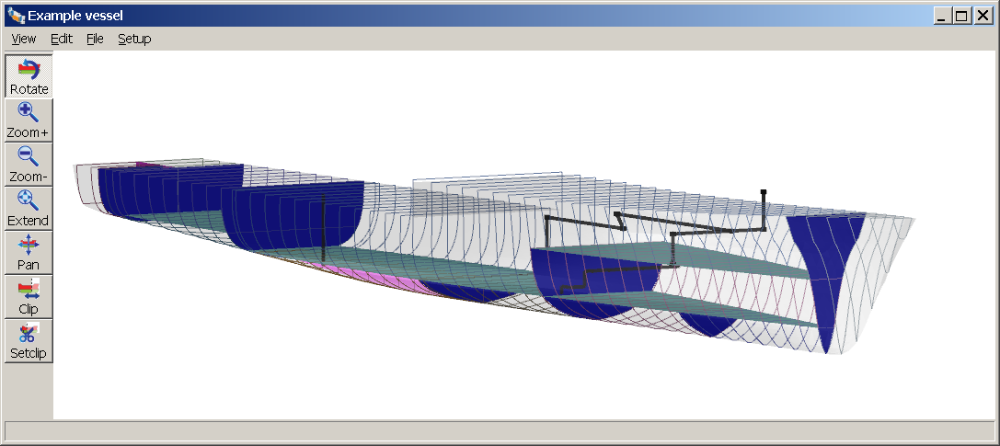 Example vessel
View Edit File Setup
Rotate
Zoom+
Zoom-
Extend
Pan
Clip
Setclip